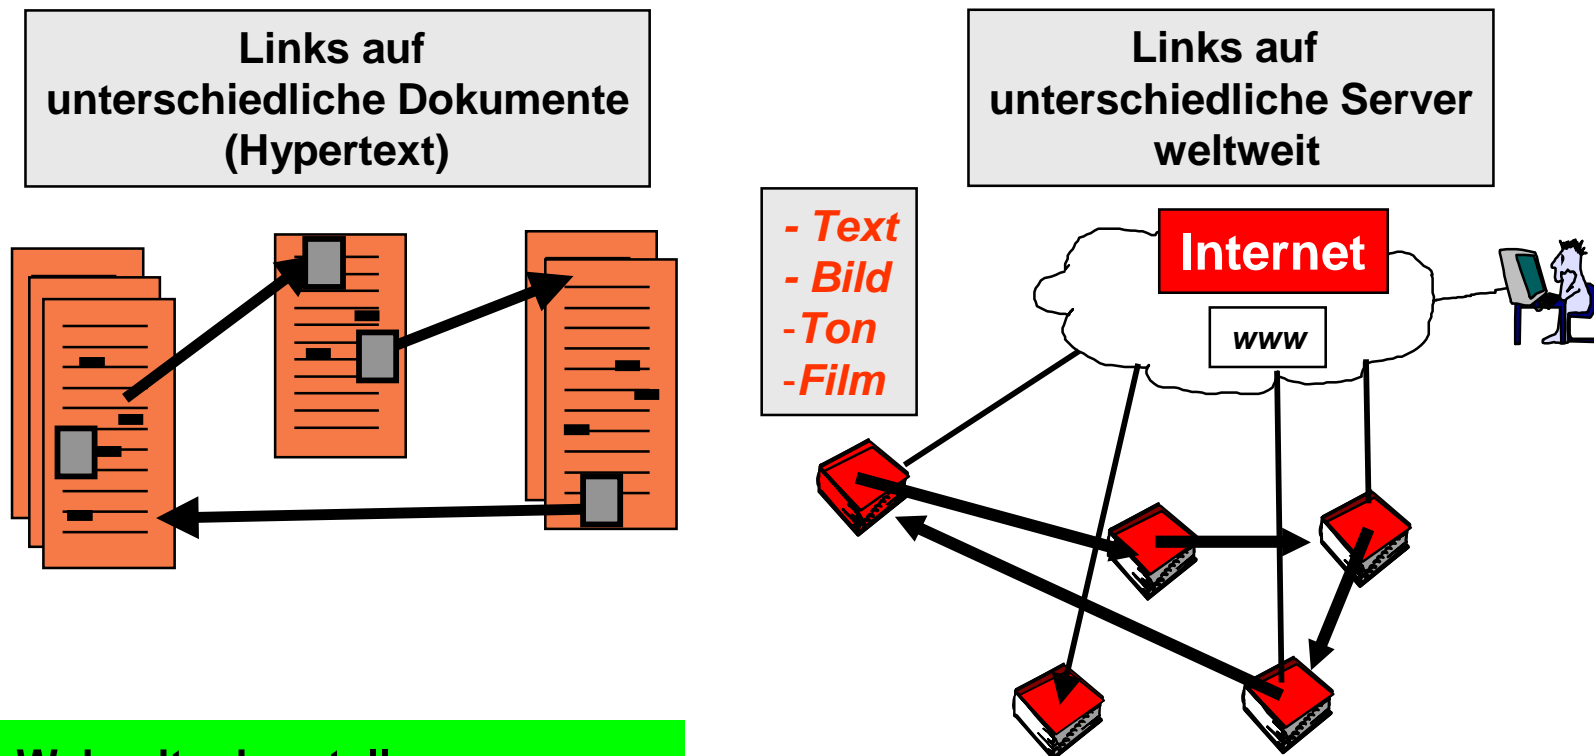 Links auf
unterschiedliche Dokumente
(Hypertext)
Links auf
unterschiedliche Server
weltweit
- Text
- Bild
-Ton
-Film
Internet
www